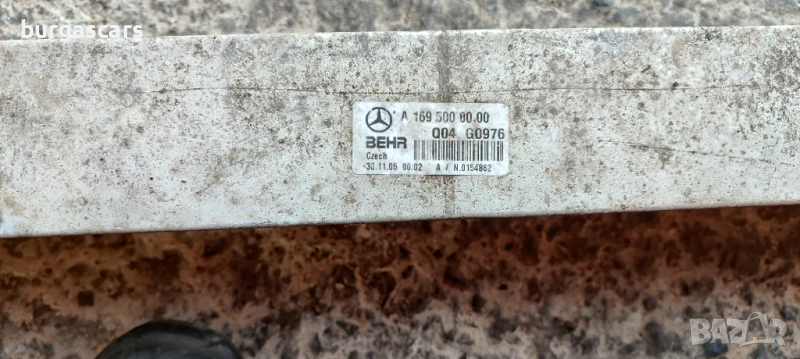 burgascars
A 169 500 00.00
Q04 G0976
BEHR
Czech
30.11.05 00:02 A / N.0154862
BAZAR